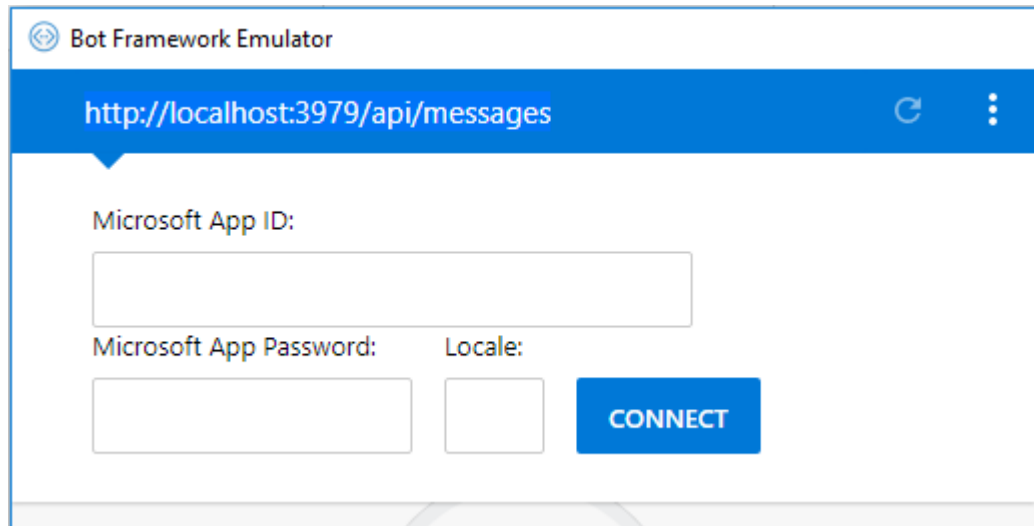 Bot Framework Emulator
http://localhost:3979/api/messages
Microsoft App ID:
Microsoft App Password: Locale:
CONNECT